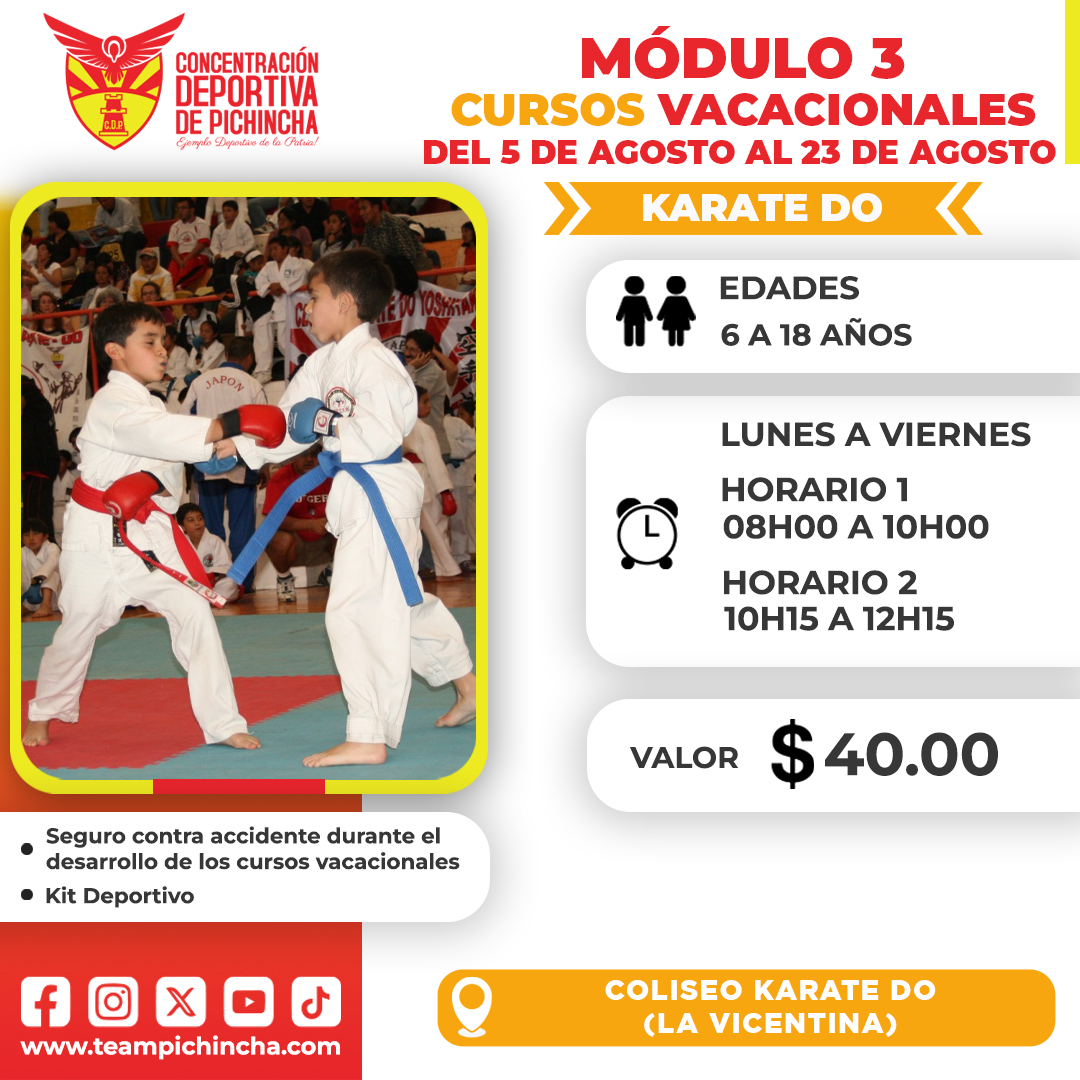 CONCENTRACIÓN
DEPORTIVA
DE PICHINCHA
Ejemplo Deportivo de la Patria!
C.D.P.
MÓDULO 3
CURSOS VACACIONALES
DEL 5 DE AGOSTO AL 23 DE AGOSTO
KARATE DO
EDADES
6 A 18 AÑOS
LUNES A VIERNES
HORARIO 1
08H00 A 10H00
HORARIO 2
10H15 A 12H15
VALOR $40.00
JAPON
DO YOSHI
Seguro contra accidente durante el
desarrollo de los cursos vacacionales
Kit Deportivo
www.teampichincha.com
COLISEO KARATE DO
(LA VICENTINA)